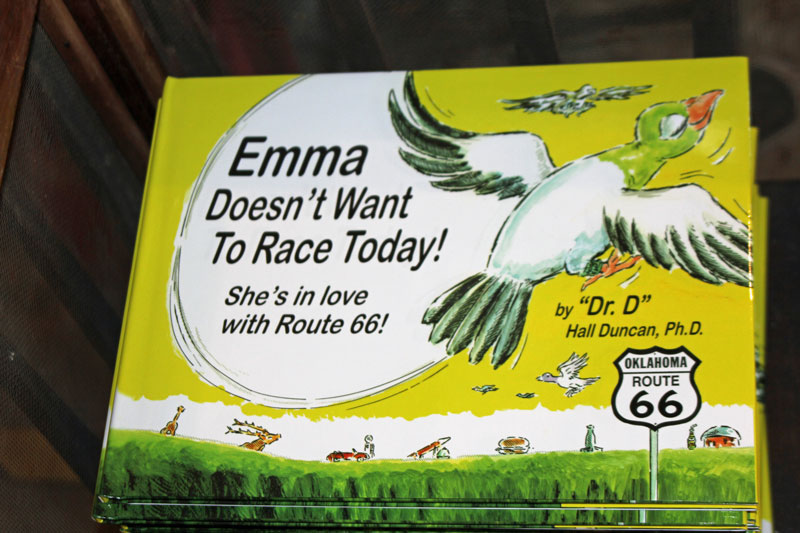 Emma
Doesn't Want
To Race Today!
She's in love
with Route 66!
by "Dr. D"
Hall Duncan, Ph.D.
OKLAHOMA
ROUTE
66